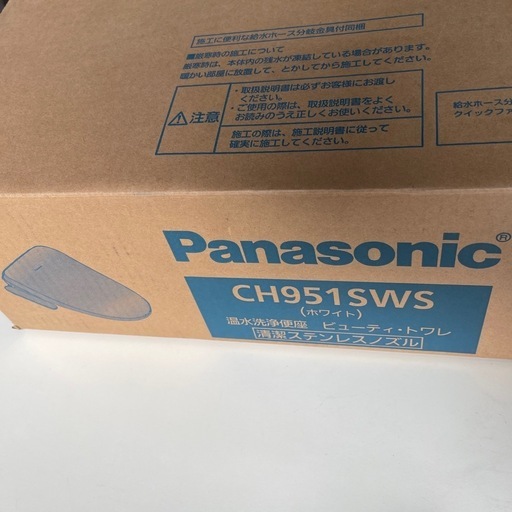 施工に便利な給水ホース分岐金具付同梱
■厳寒時の施工について
厳寒時は、本体内の残水が凍結している場合があります。
暖かい部屋に放置して、とかしてから施工してください。
注意
・取扱説明書は必ずお客様にお渡し
ください。
・ご使用の際は、取扱説明書をよく
お読みのうえ正しくお使いください。
施工の際は、施工説明書に従って
確実に施工してください。
給水ホース分
クイックファ
Panasonic®
CH951SWS
(ホワイト)
温水洗浄便座 ビューティ・トワレ
清潔ステンレスノズル